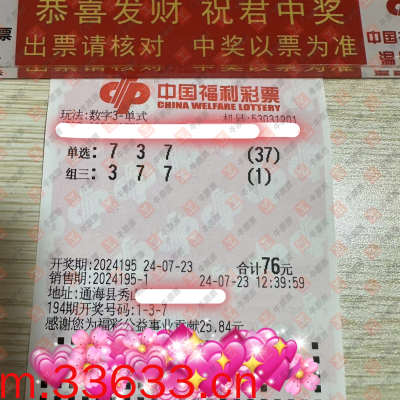 恭喜发财 祝君中奖
出票请核对 中奖以票为准
中国福利彩票
CHINA WELFARE LOTTERY
玩法:数字3-单式
机号:53031201
单选: 7 3 7 (37)
组三: 3 7 7 (1)
开奖期:2024195 24-07-23 合计76元
销售期:2024195-1 24-07-23 12:39:59
地址:通海县秀
194期开奖号码:1-3-7
感谢您为福彩公益事业贡献25.84元
m.33633.cn